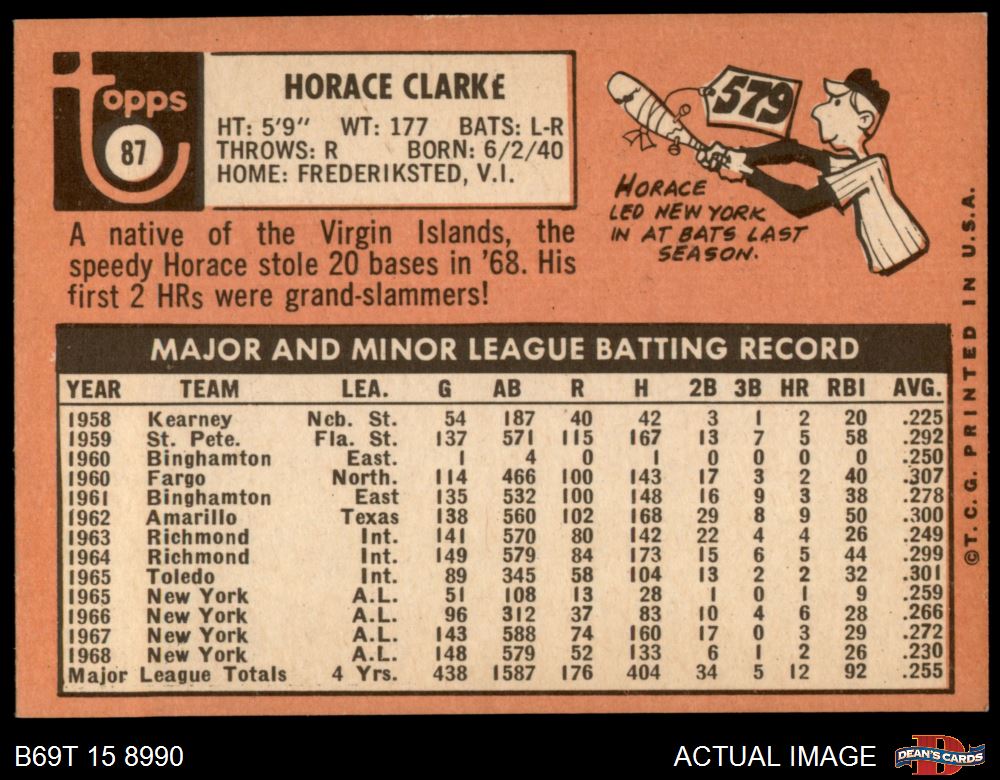 Topps
87
HORACE CLARKE
HT: 5'9" WT: 177 BATS: L-R
THROWS: R BORN: 6/2/40
HOME: FREDERIKSTED, V.I.
579
HORACE
LED NEW YORK
IN AT BATS LAST
SEASON.
A native of the Virgin Islands, the
speedy Horace stole 20 bases in '68. His
first 2 HRs were grand-slammers!
MAJOR AND MINOR LEAGUE BATTING RECORD
YEAR TEAM LEA. G AB R H 2B 3B HR RBI AVG.
1958 Kearney Neb. St. 54 187 40 42 3 1 2 20 .225
1959 St. Pete. Fla. St. 137 571 115 167 13 7 5 58 .292
1960 Binghamton East. 1 4 0 1 0 0 0 0 .250
1960 Fargo North. 114 466 100 143 17 3 2 40 .307
1961 Binghamton East 135 532 100 148 16 9 3 38 .278
1962 Amarillo Texas 138 560 102 168 29 8 9 50 .300
1963 Richmond Int. 141 570 80 142 22 4 4 26 .249
1964 Richmond Int. 149 579 84 173 15 6 5 44 .299
1965 Toledo Int. 89 345 58 104 13 2 2 32 .301
1965 New York A.L. 51 108 13 28 1 0 1 9 .259
1966 New York A.L. 96 312 37 83 10 4 6 28 .266
1967 New York A.L. 143 588 74 160 17 0 3 29 .272
1968 New York A.L. 148 579 52 133 6 1 2 26 .230
Major League Totals 4 Yrs. 438 1587 176 404 34 5 12 92 .255
© T. C. G. PRINTED IN U.S.A.
B69T 15 8990
ACTUAL IMAGE
D
DEAN'S CARDS